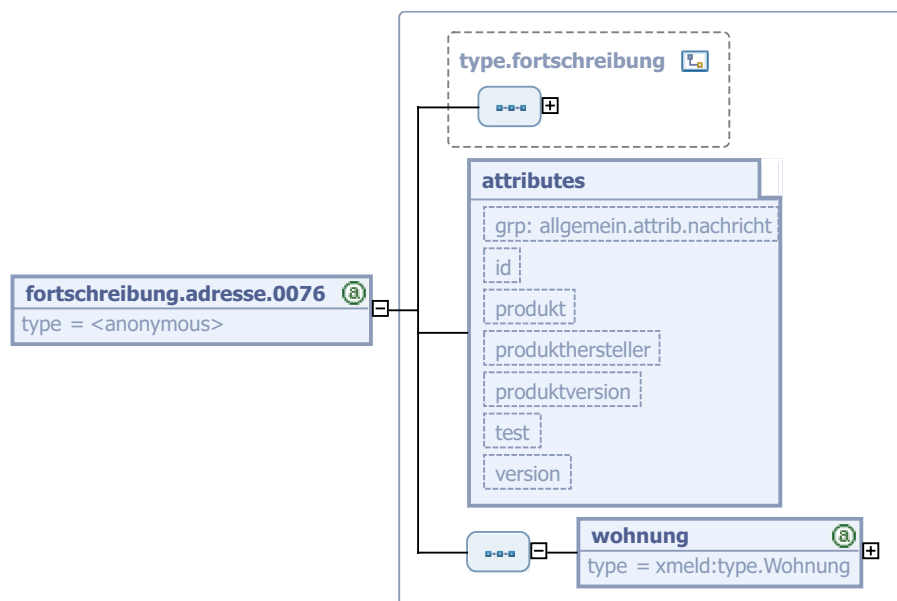 type.fortschreibung
attributes
grp: allgemein.attrib.nachricht
id
fortschreibung.adresse.0076
type = <anonymous>
produkt
produkthersteller
produktversion
test
version
wohnung
type = xmeld:type.Wohnung